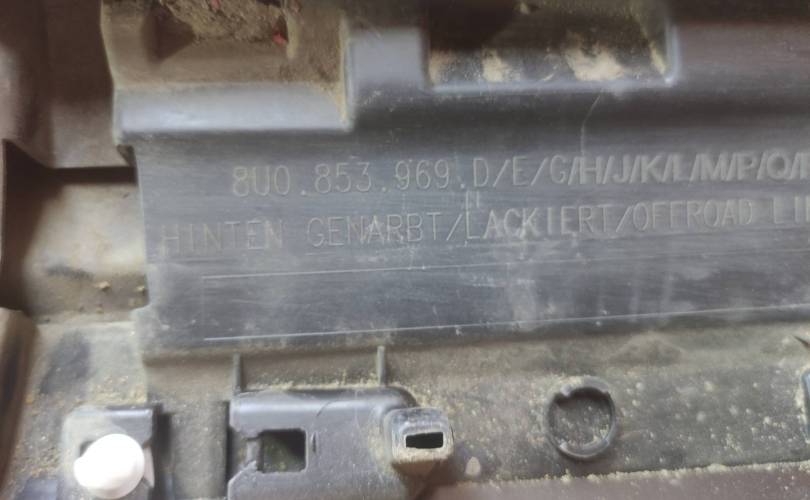 8U0.853.969.D/E/G/H/J/K/L/M/P/Q/
HINTEN GENARBT/LACKIERT/OFFROAD